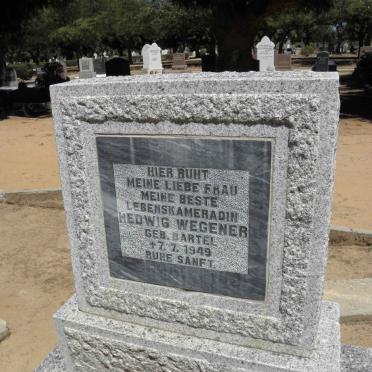 HIER RUHT
MEINE LIEBE FRAU
MEINE BESTE
LEBENSKAMERADIN
HEDWIG WEGENER
GEB. BARTEL
+ 7. 7. 1949
RUHE SANFT.